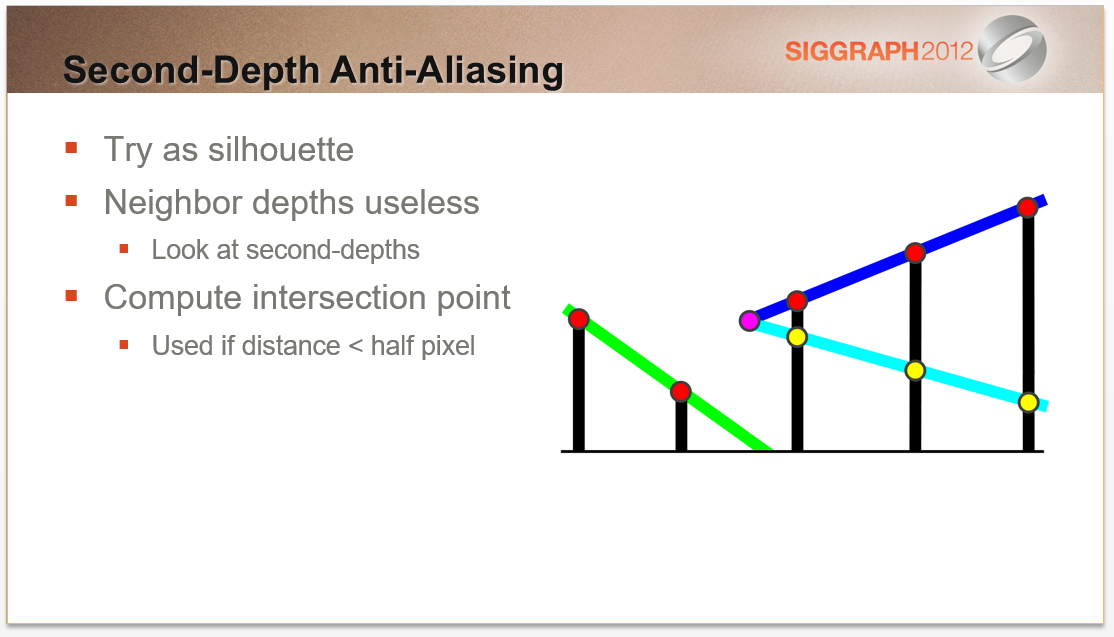 Second-Depth Anti-Aliasing
SIGGRAPH2012
Try as silhouette
Neighbor depths useless
Look at second-depths
Compute intersection point
Used if distance < half pixel